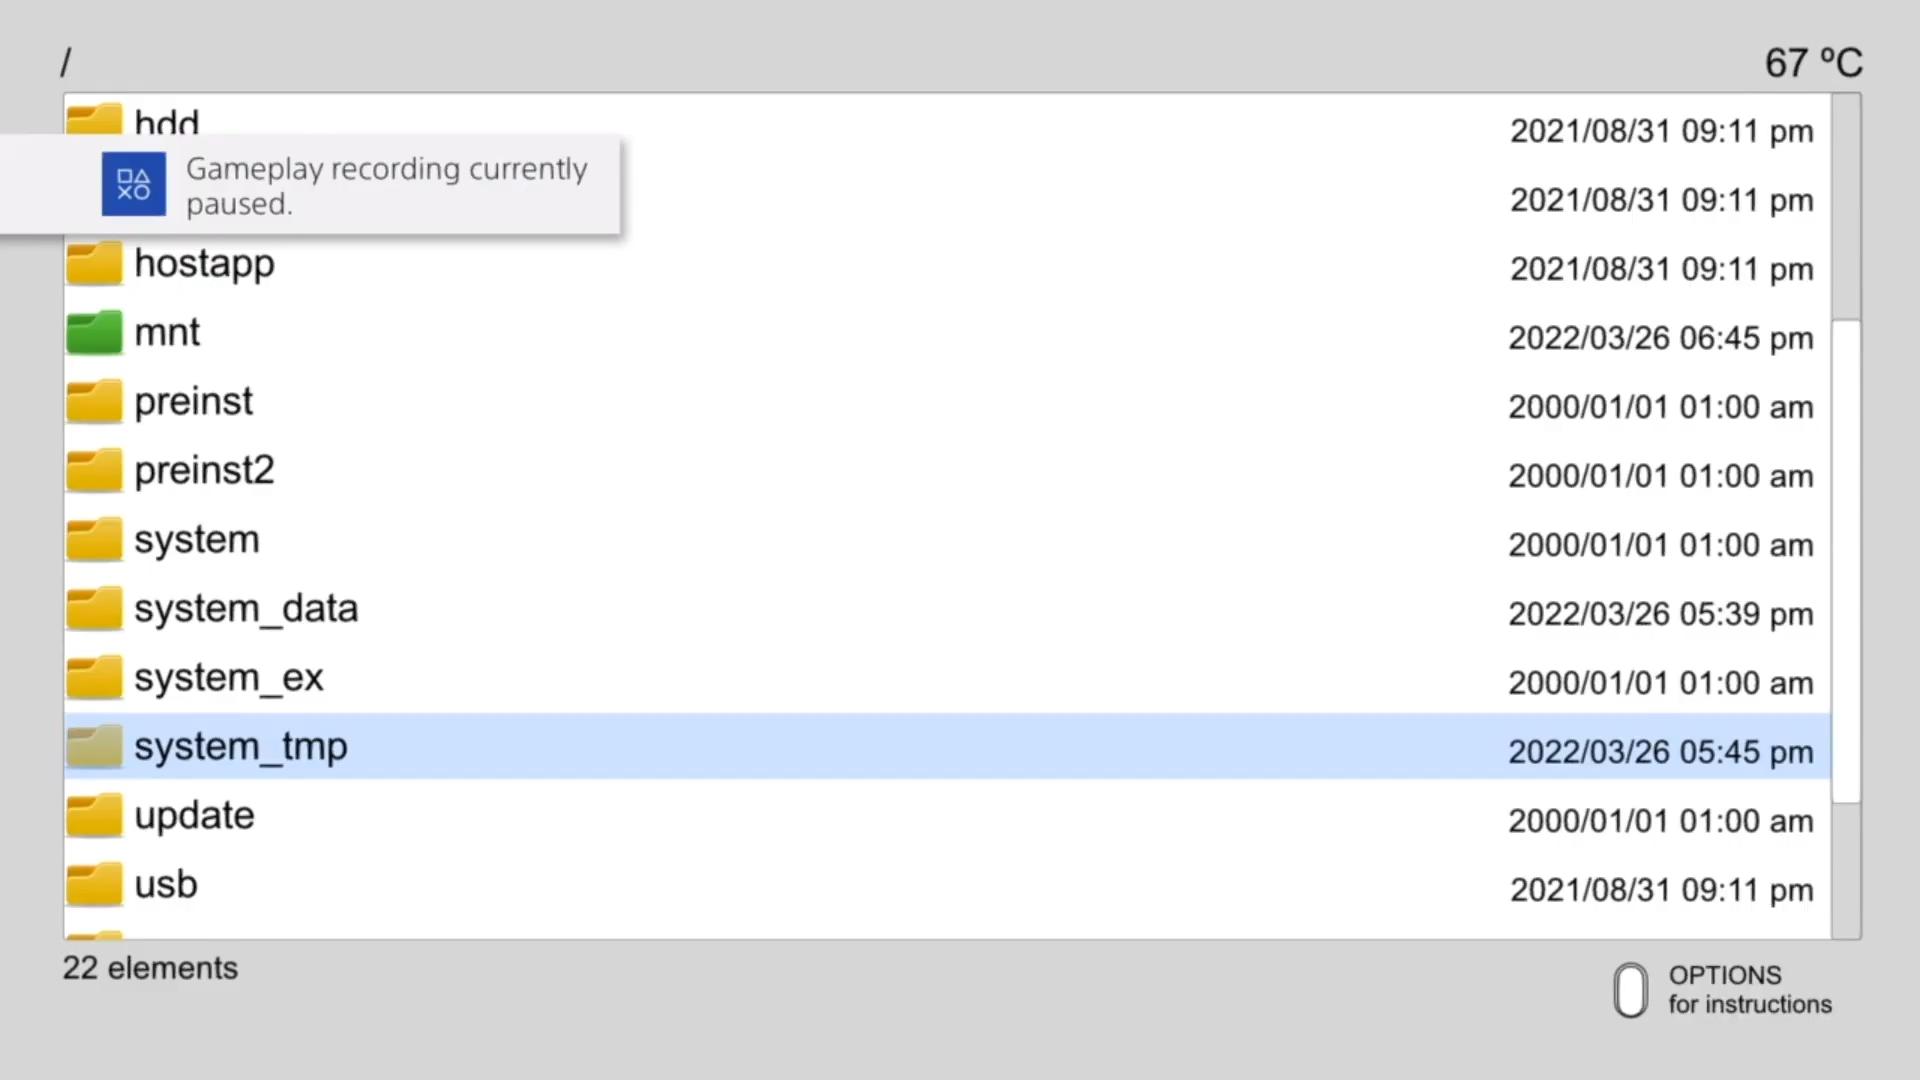 /
67 ºC
hdd 2021/08/31 09:11 pm
Gameplay recording currently
paused.
2021/08/31 09:11 pm
hostapp 2021/08/31 09:11 pm
mnt 2022/03/26 06:45 pm
preinst 2000/01/01 01:00 am
preinst2 2000/01/01 01:00 am
system 2000/01/01 01:00 am
system_data 2022/03/26 05:39 pm
system_ex 2000/01/01 01:00 am
system_tmp 2022/03/26 05:45 pm
update 2000/01/01 01:00 am
usb 2021/08/31 09:11 pm
22 elements
OPTIONS
for instructions